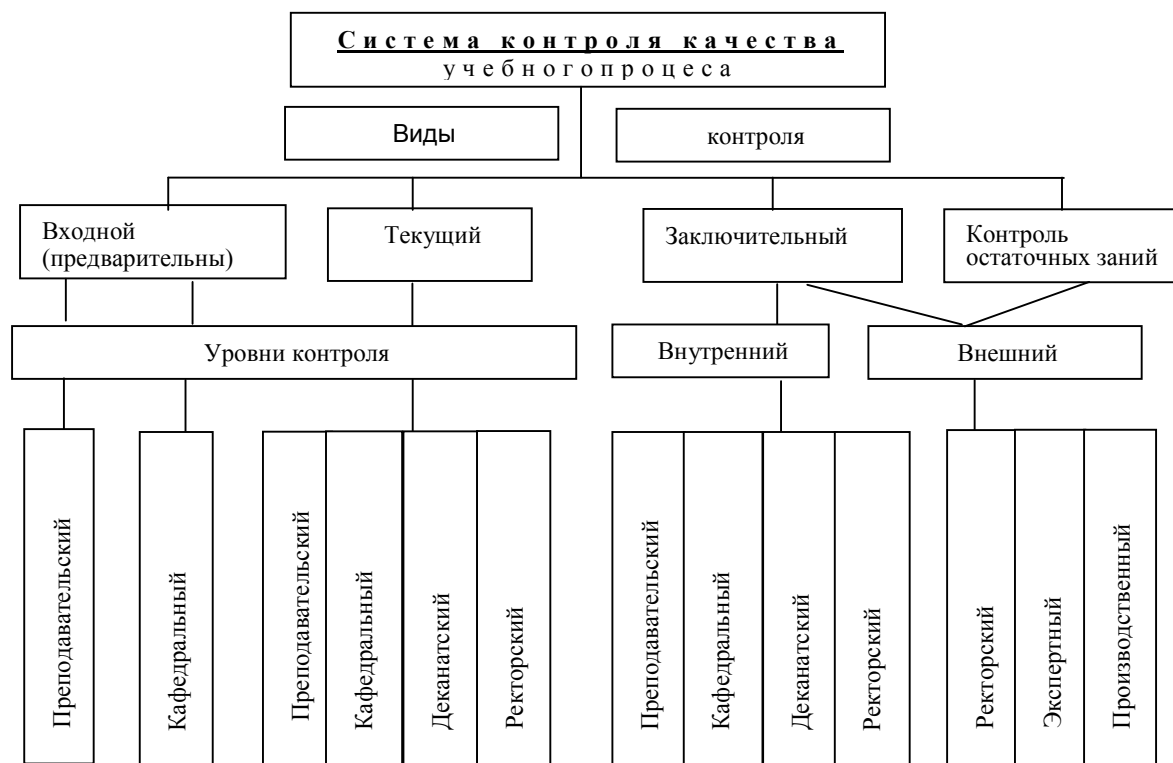 Система контроля качества
учебногопроцеса
Виды
контроля
Входной
(предварительны)
Текущий
Заключительный
Контроль
остаточных заний
Уровни контроля
Внутренний
Внешний
Преподавательский
Кафедральный
Преподавательский
Кафедральный
Деканатский
Ректорский
Преподавательский
Кафедральный
Деканатский
Ректорский
Ректорский
Экспертный
Производственный